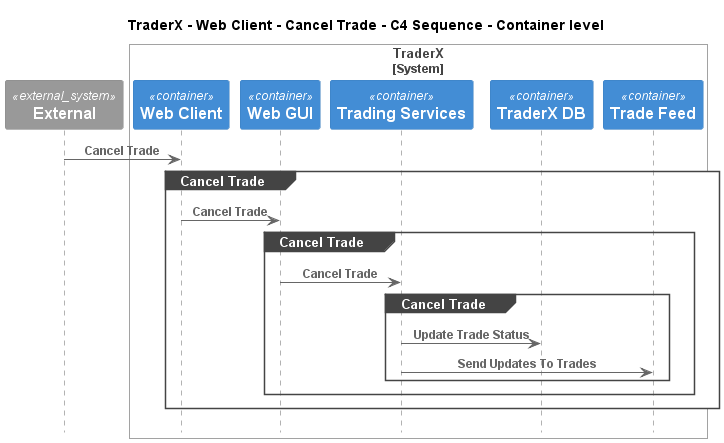 TraderX - Web Client - Cancel Trade - C4 Sequence - Container level
TraderX
[System]
«external_system»
External
«container»
Web Client
«container»
Web GUI
«container»
Trading Services
«container»
TraderX DB
«container»
Trade Feed
Cancel Trade
Cancel Trade
Cancel Trade
Cancel Trade
Cancel Trade
Cancel Trade
Update Trade Status
Send Updates To Trades